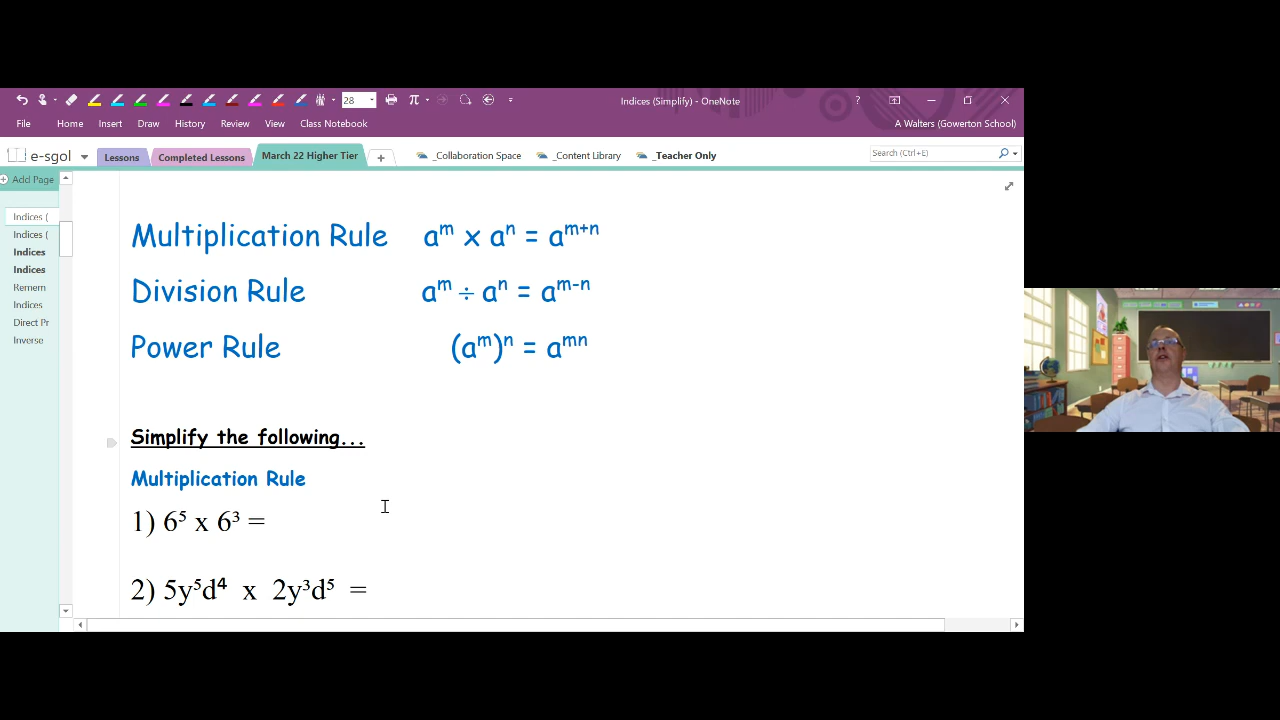 28
Indices (Simplify) - OneNote
?
File Home Insert Draw History Review View Class Notebook
A Walters (Gowerton School)
e-sgol
Lessons
Completed Lessons
March 22 Higher Tier
_Collaboration Space
_Content Library
_Teacher Only
Search (Ctrl+E)
Add Page
Indices (
Indices (
Indices
Indices
Remem
Indices
Direct Pr
Inverse
Multiplication Rule aᵐ x aⁿ = aᵐ⁺ⁿ
Division Rule aᵐ ÷ aⁿ = aᵐ⁻ⁿ
Power Rule (aᵐ)ⁿ = aᵐⁿ
Simplify the following...
Multiplication Rule
1) 6⁵ x 6³ =
2) 5y⁵d⁴ x 2y³d⁵ =